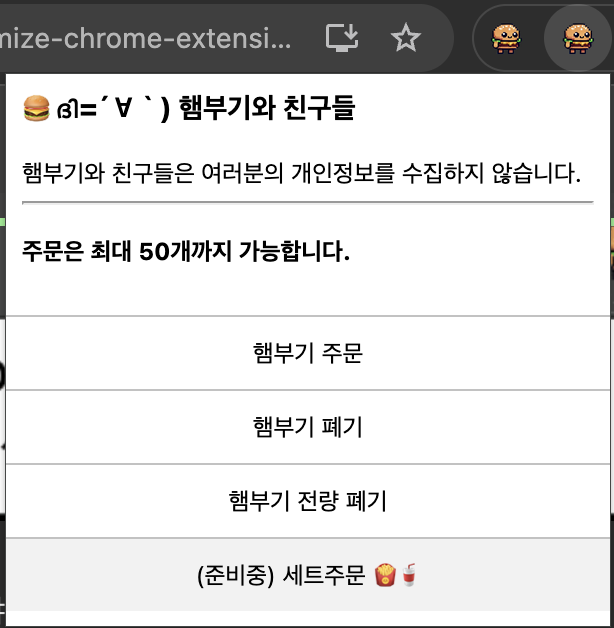 mize-chrome-extensi...
🍔 ദി=´∀｀) 햄부기와 친구들
햄부기와 친구들은 여러분의 개인정보를 수집하지 않습니다.
주문은 최대 50개까지 가능합니다.
햄부기 주문
햄부기 폐기
햄부기 전량 폐기
(준비중) 세트주문 🍟🥤